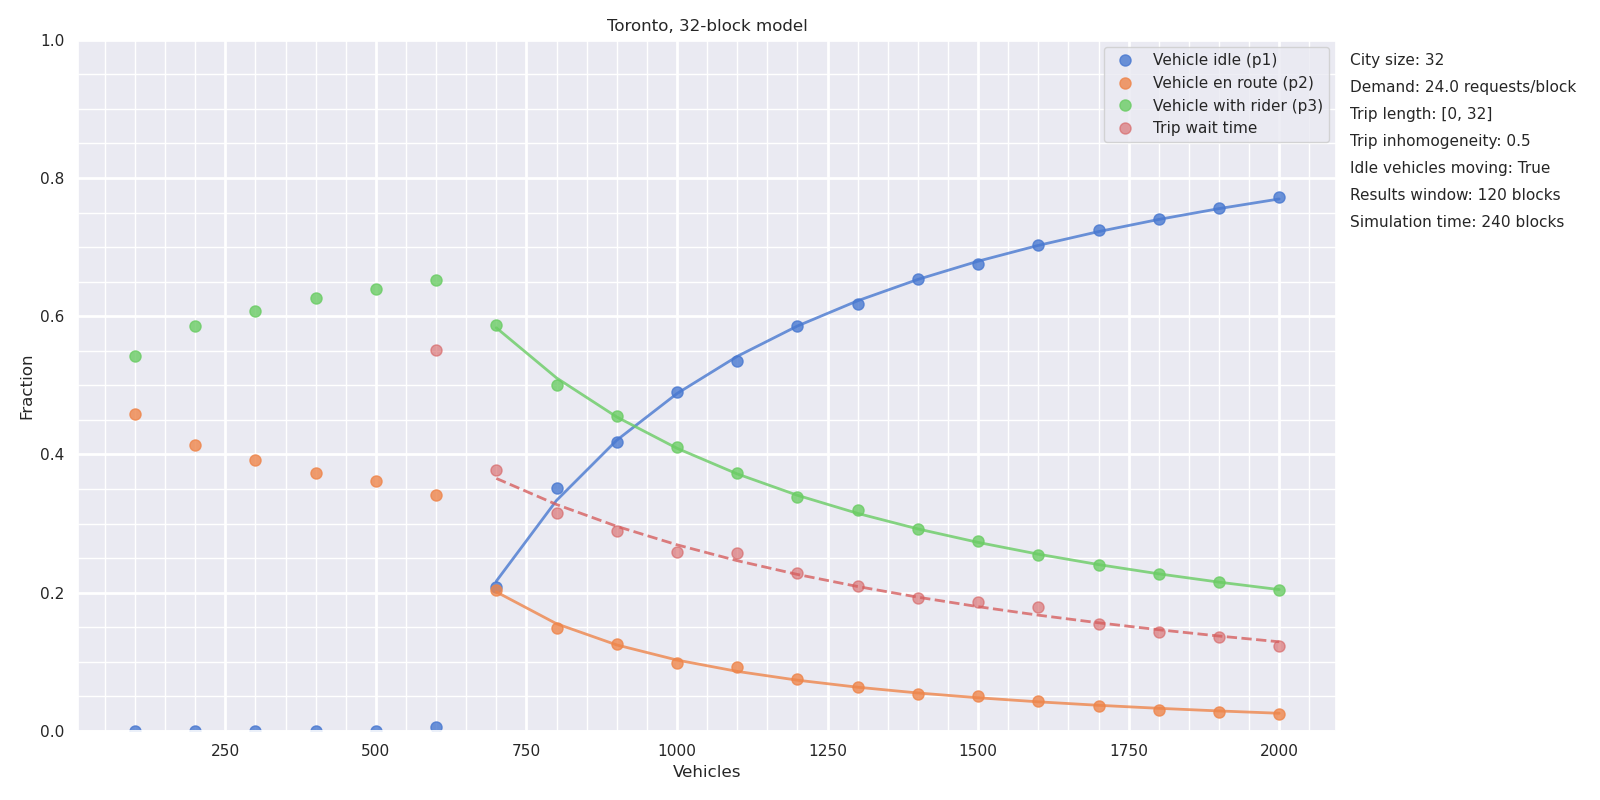 Toronto, 32-block model
1.0
0.8
0.6
0.4
0.2
0.0
Fraction
250
500
750
1000
1250
1500
1750
2000
Vehicles
Vehicle idle (p1)
Vehicle en route (p2)
Vehicle with rider (p3)
Trip wait time
City size: 32
Demand: 24.0 requests/block
Trip length: [0, 32]
Trip inhomogeneity: 0.5
Idle vehicles moving: True
Results window: 120 blocks
Simulation time: 240 blocks